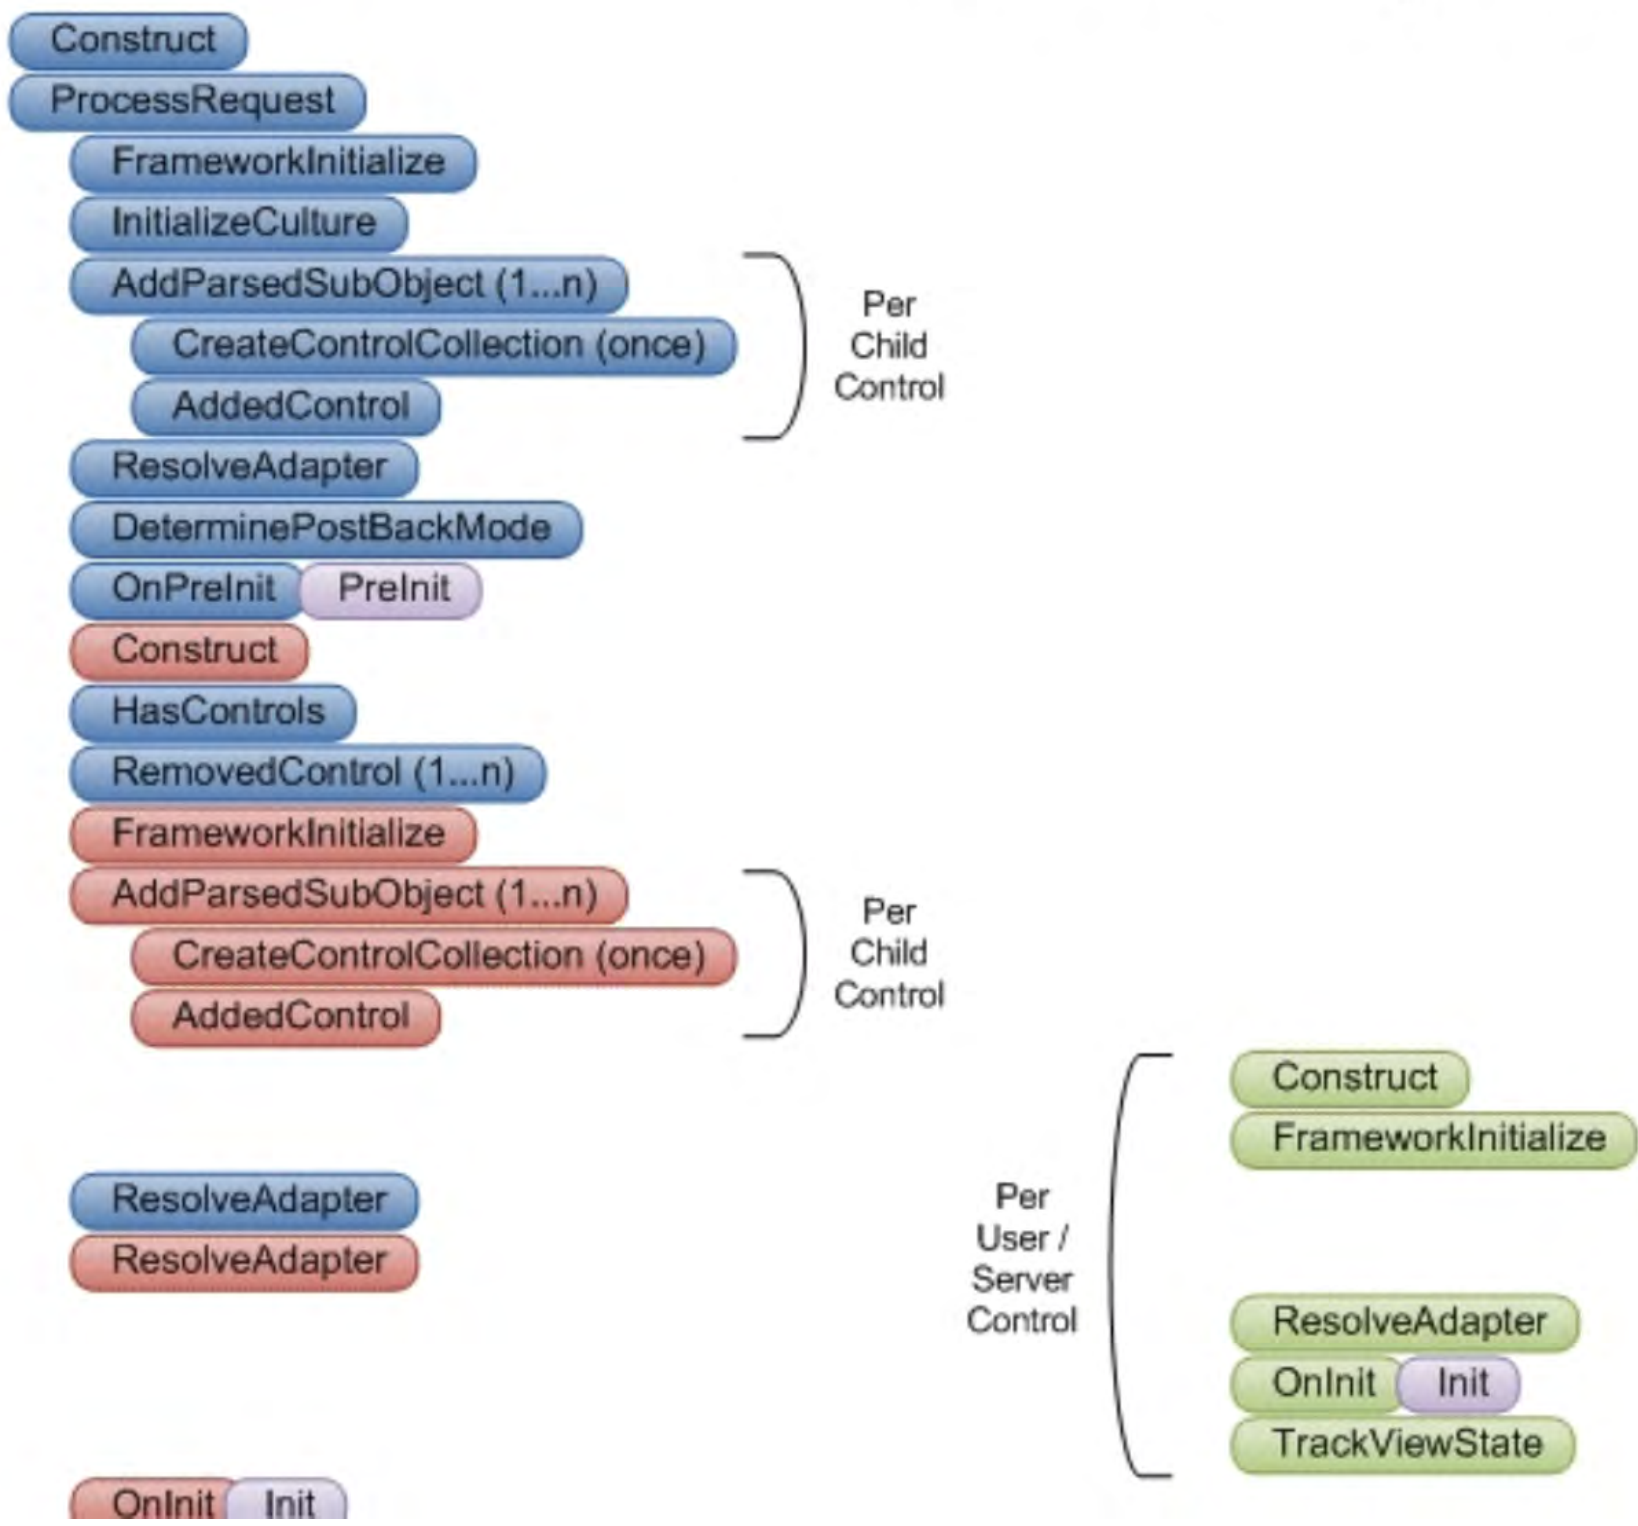 Construct
ProcessRequest
FrameworkInitialize
InitializeCulture
AddParsedSubObject (1...n)
CreateControlCollection (once)
AddedControl
Per
Child
Control
ResolveAdapter
DeterminePostBackMode
OnPreInit PreInit
Construct
HasControls
RemovedControl (1...n)
FrameworkInitialize
AddParsedSubObject (1...n)
CreateControlCollection (once)
AddedControl
Per
Child
Control
Construct
FrameworkInitialize
ResolveAdapter
ResolveAdapter
Per
User /
Server
Control
ResolveAdapter
OnInit Init
TrackViewState
OnInit Init